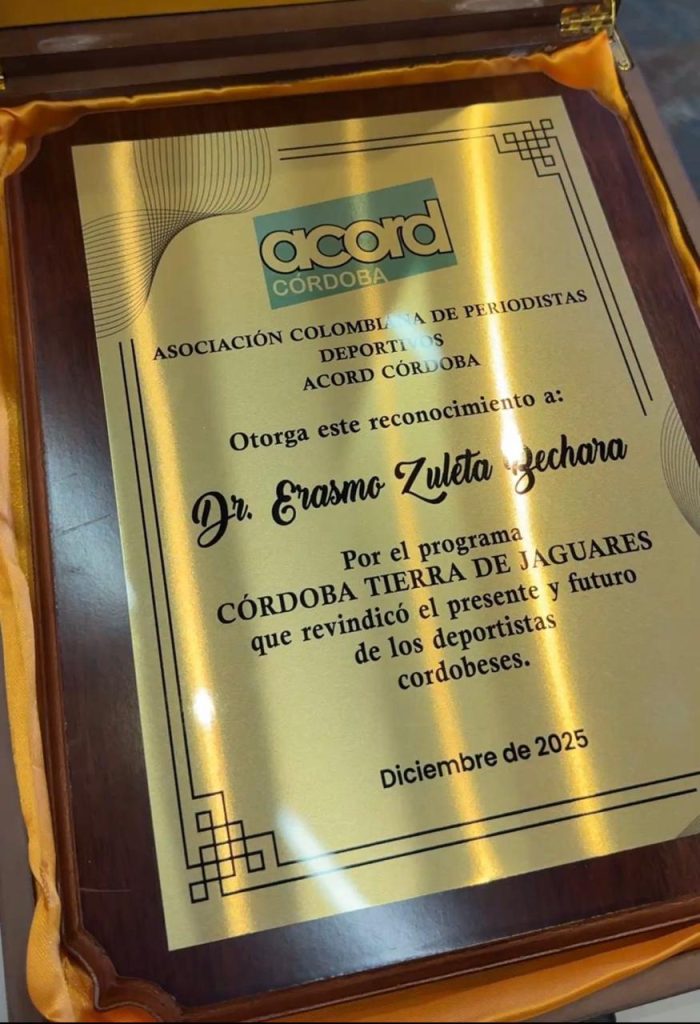 acord
CÓRDOBA
ASOCIACIÓN COLOMBIANA DE PERIODISTAS
DEPORTIVOS
ACORD CÓRDOBA
Otorga este reconocimiento a:
Dr. Erasmo Zuleta Bechara
Por el programa
CÓRDOBA TIERRA DE JAGUARES
que revindicó el presente y futuro
de los deportistas
cordobeses.
Diciembre de 2025